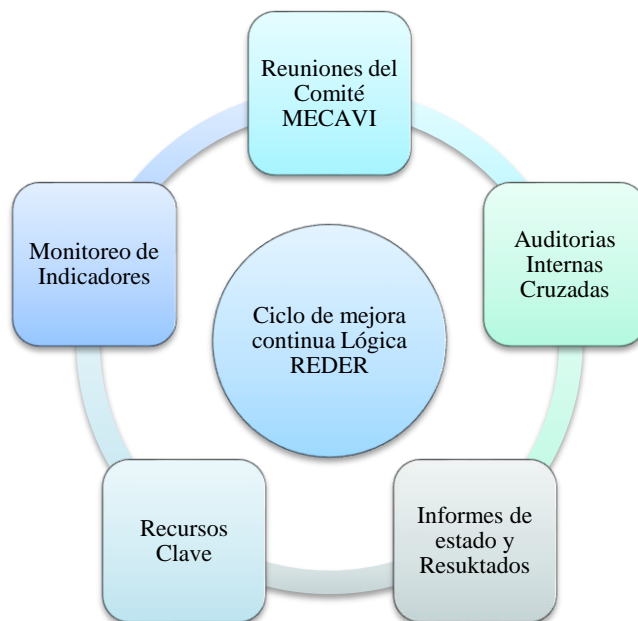 Reuniones del
Comité
MECAVI
Auditorias
Internas
Cruzadas
Informes de
estado y
Resuktados
Recursos
Clave
Monitoreo de
Indicadores
Ciclo de mejora
continua Lógica
REDER